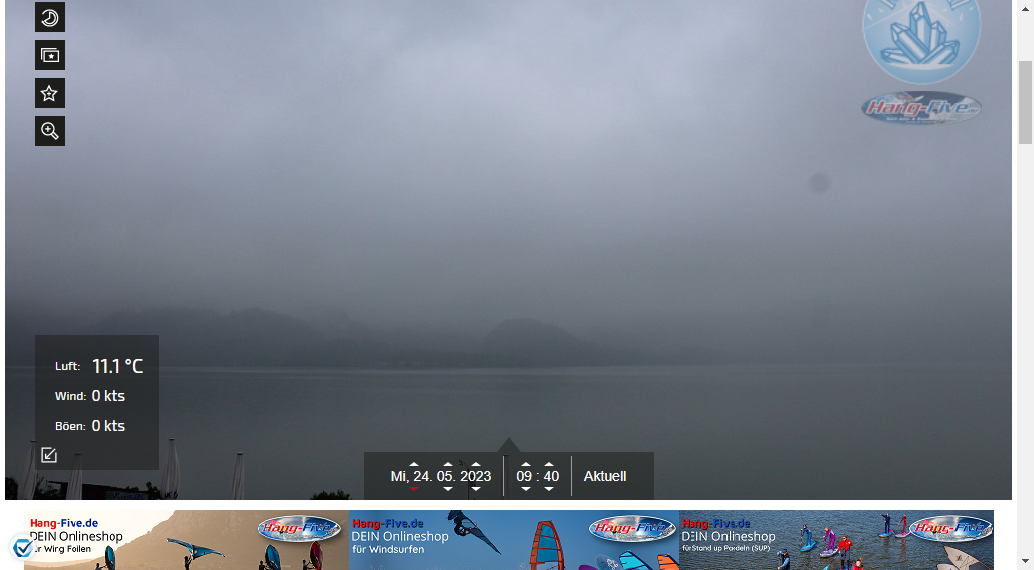 Hang-Five
Luft: 11.1 °C
Wind: 0 kts
Böen: 0 kts
Mi, 24. 05. 2023 09 : 40 Aktuell
Hang-Five.de
DEIN Onlineshop
für Wing Foilen
Hang-Five
Hang-Five.de
DEIN Onlineshop
für Windsurfen
Hang-Five
Hang-Five.de
DEIN Onlineshop
für Stand up Paddeln (SUP)
Hang-Five